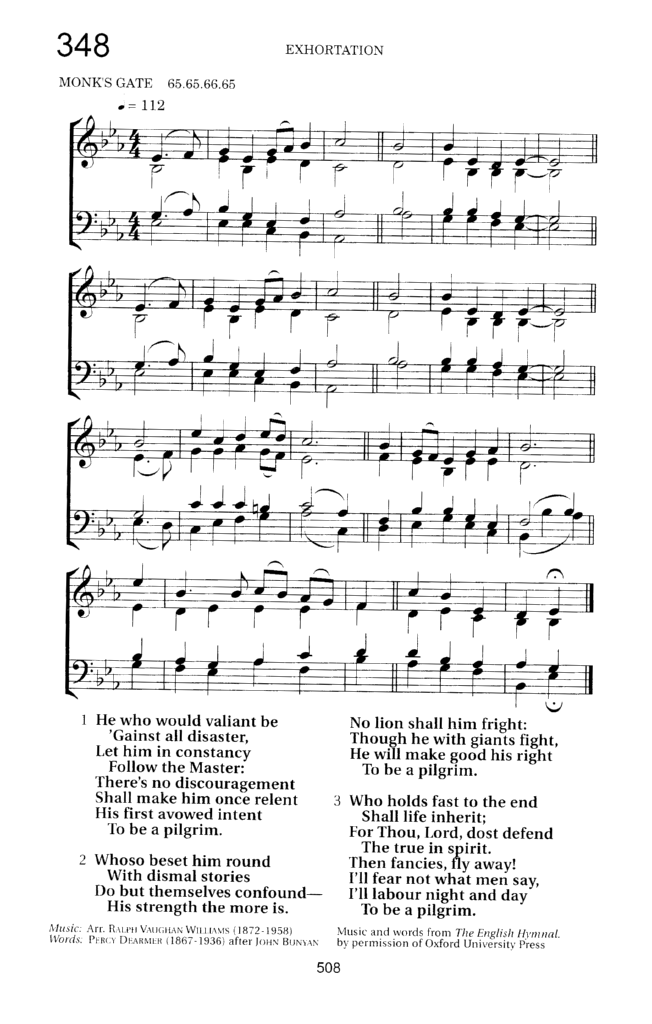 348
EXHORTATION
MONK'S GATE 65.65.66.65
♩ = 112
1 He who would valiant be
'Gainst all disaster,
Let him in constancy
Follow the Master:
There's no discouragement
Shall make him once relent
His first avowed intent
To be a pilgrim.
2 Whoso beset him round
With dismal stories
Do but themselves confound—
His strength the more is.
No lion shall him fright:
Though he with giants fight,
He will make good his right
To be a pilgrim.
3 Who holds fast to the end
Shall life inherit;
For Thou, Lord, dost defend
The true in spirit.
Then fancies, fly away!
I'll fear not what men say,
I'll labour night and day
To be a pilgrim.
Music: Arr. RALPH VAUGHAN WILLIAMS (1872-1958)
Words: PERCY DEARMER (1867-1936) after JOHN BUNYAN
Music and words from The English Hymnal.
by permission of Oxford University Press
508